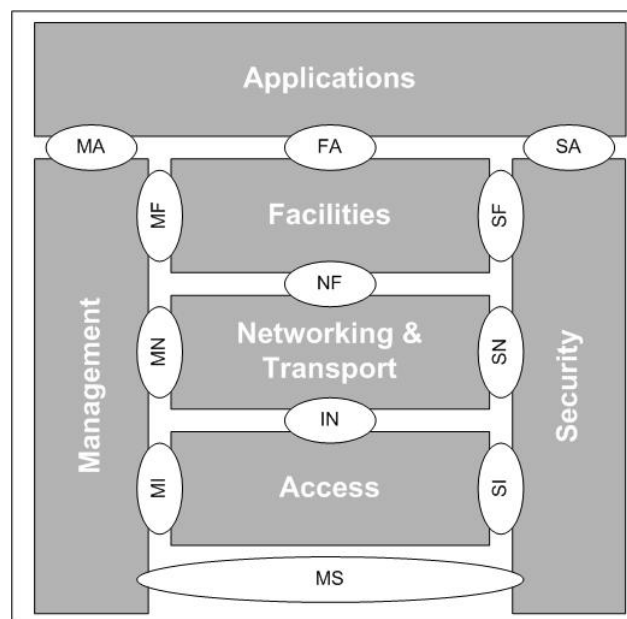 Applications
MA
FA
SA
MF
Facilities
SF
NF
Management
MN
Networking &
Transport
SN
Security
IN
MI
Access
SI
MS